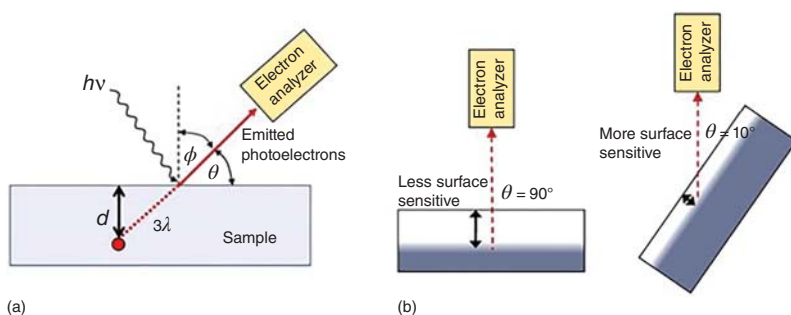 hν
Electron
analyzer
Emitted
photoelectrons
ϕ
θ
d
3λ
Sample
(a)
Electron
analyzer
Less surface
sensitive
θ = 90°
Electron
analyzer
More surface
sensitive
θ = 10°
(b)